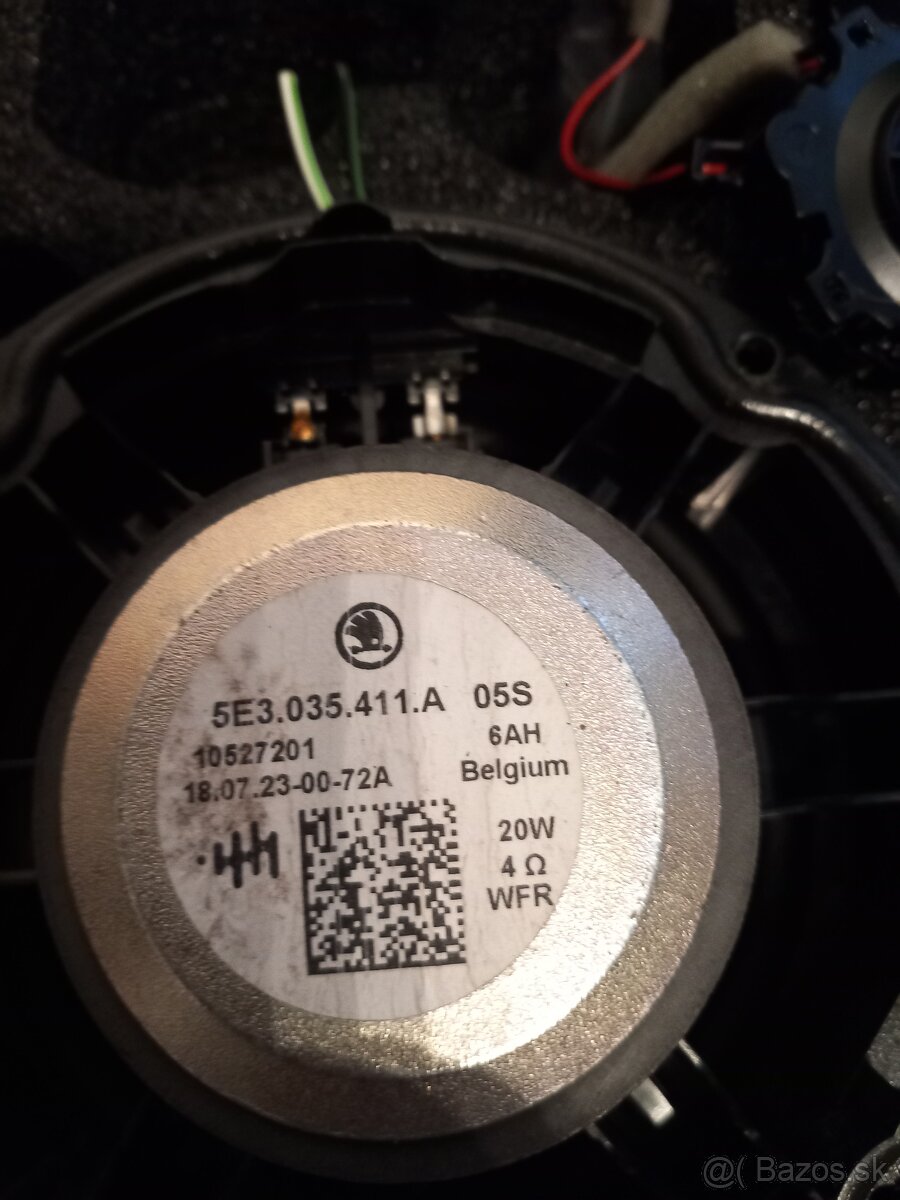 5E3.035.411.A 05S
10527201 6AH
18.07.23-00-72A Belgium
20W
4 Ω
WFR
@( Bazos.sk